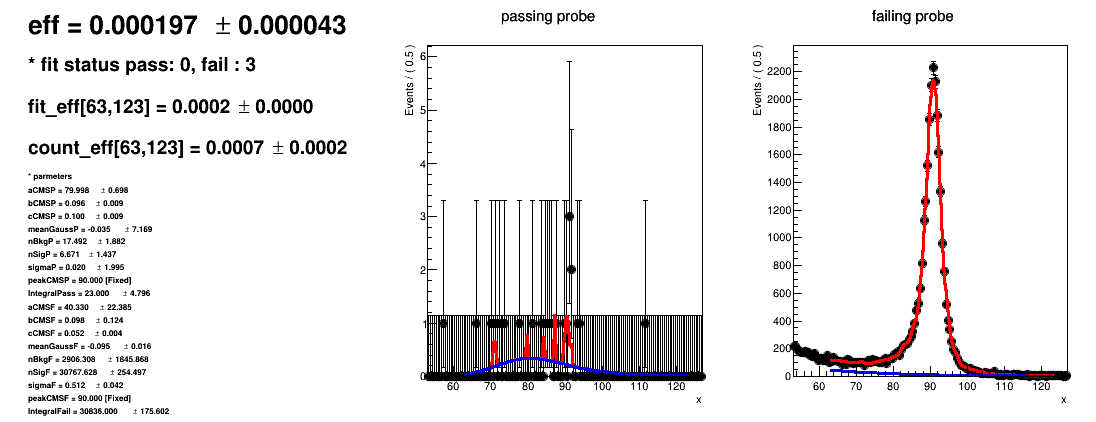 eff = 0.000197 ± 0.000043
* fit status pass: 0, fail : 3
fit_eff[63,123] = 0.0002 ± 0.0000
count_eff[63,123] = 0.0007 ± 0.0002
* parmeters
aCMSP = 79.998 ± 0.698
bCMSP = 0.096 ± 0.009
cCMSP = 0.100 ± 0.009
meanGaussP = -0.035 ± 7.169
nBkgP = 17.492 ± 1.882
nSigP = 6.671 ± 1.437
sigmaP = 0.020 ± 1.995
peakCMSP = 90.000 [Fixed]
IntegralPass = 23.000 ± 4.796
aCMSF = 40.330 ± 22.385
bCMSF = 0.098 ± 0.124
cCMSF = 0.052 ± 0.004
meanGaussF = -0.095 ± 0.016
nBkgF = 2906.308 ± 1845.868
nSigF = 30767.628 ± 254.497
sigmaF = 0.512 ± 0.042
peakCMSF = 90.000 [Fixed]
IntegralFail = 30836.000 ± 175.602
passing probe
Events / ( 0.5 )
6
5
4
3
2
1
0
60 70 80 90 100 110 120
x
failing probe
Events / ( 0.5 )
2200
2000
1800
1600
1400
1200
1000
800
600
400
200
0
60 70 80 90 100 110 120
x